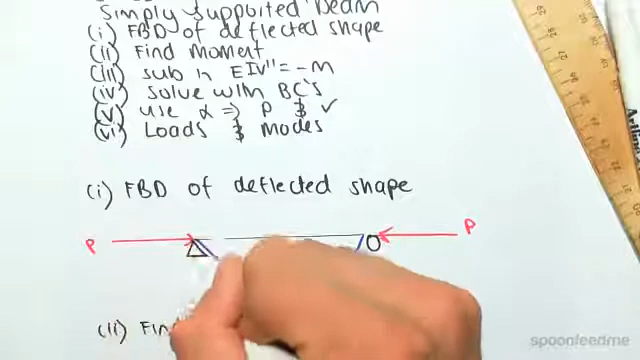 Simply Supported Beam
(i) FBD of deflected shape
(ii) Find Moment
(iii) sub in EIV" = -M
(iv) Solve with BC's
(v) use α => P & v
(vi) Loads & Modes
(i) FBD of deflected shape
P
P
(ii) Fin
spoonfeedme